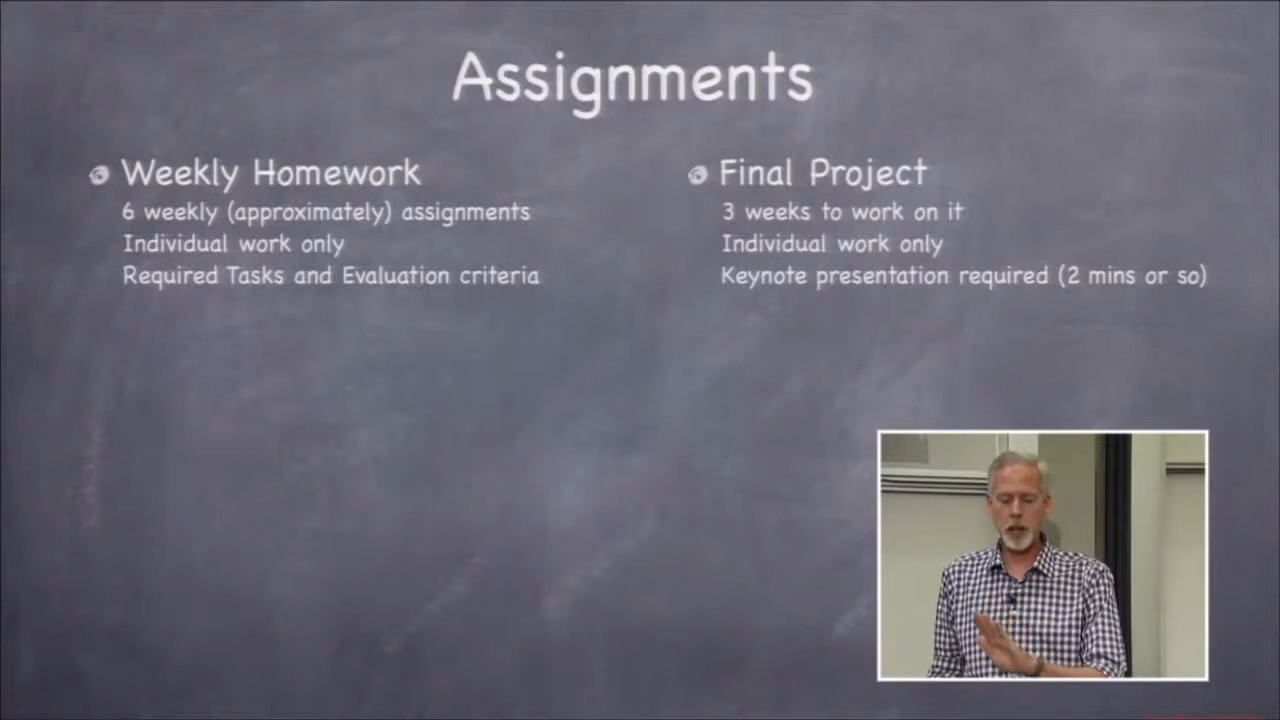 Assignments
Weekly Homework
6 weekly (approximately) assignments
Individual work only
Required Tasks and Evaluation criteria
Final Project
3 weeks to work on it
Individual work only
Keynote presentation required (2 mins or so)